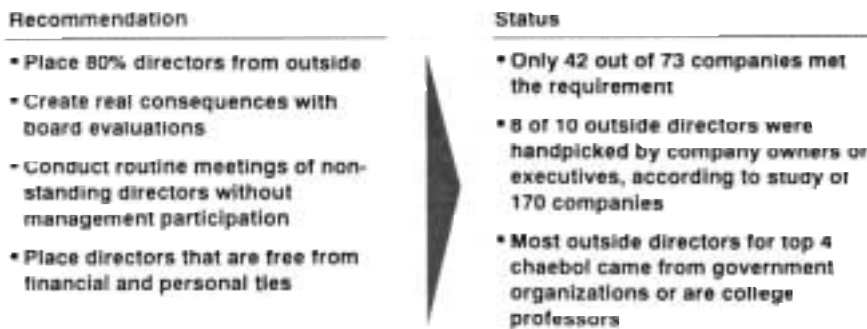 Recommendation
• Place 80% directors from outside
• Create real consequences with
board evaluations
• Conduct routine meetings of non-
standing directors without
management participation
• Place directors that are free from
financial and personal ties
Status
• Only 42 out of 73 companies met
the requirement
• 8 of 10 outside directors were
handpicked by company owners or
executives, according to study of
170 companies
• Most outside directors for top 4
chaebol came from government
organizations or are college
professors